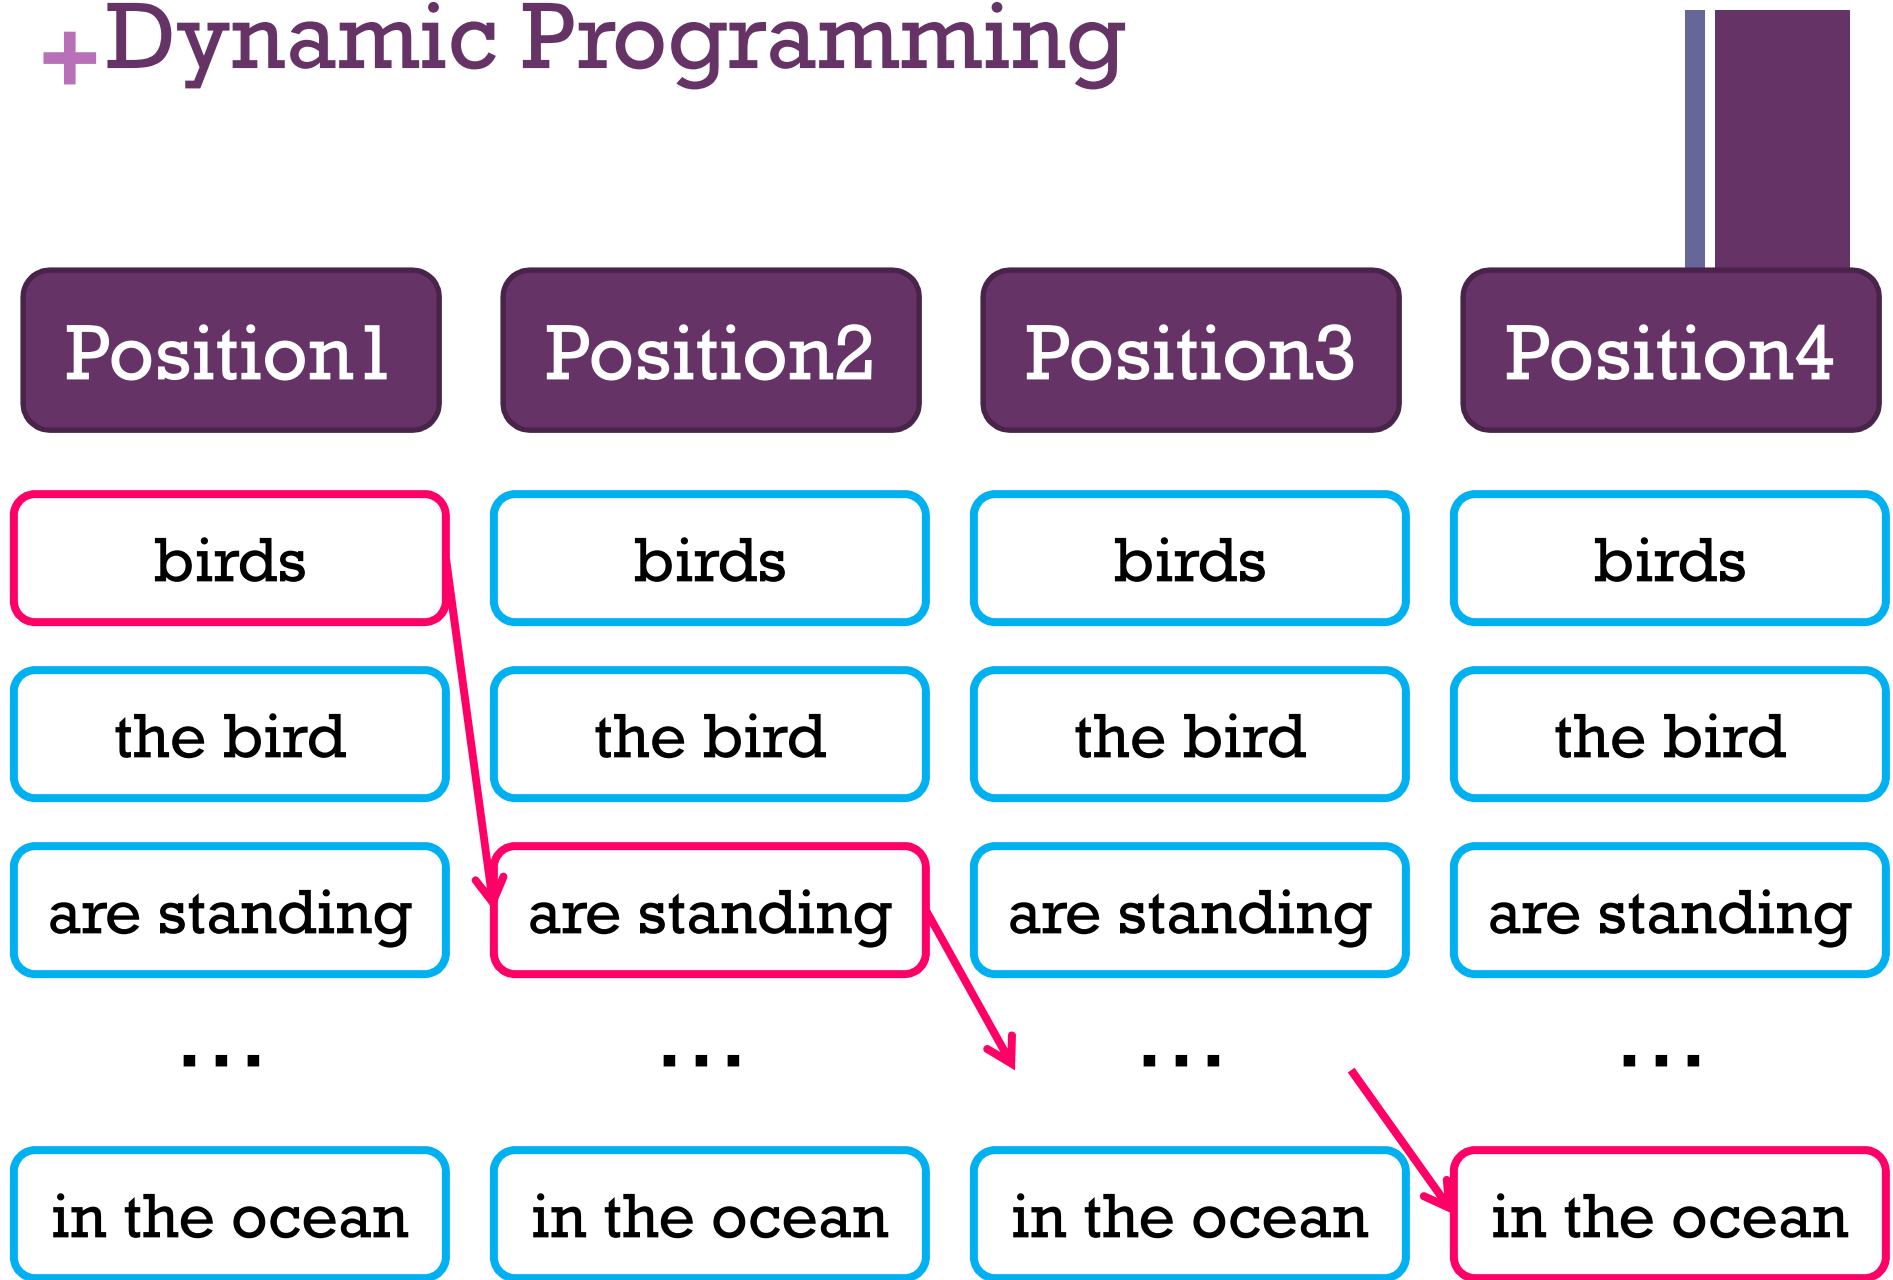 +Dynamic Programming
Position1 Position2 Position3 Position4
birds birds birds birds
the bird the bird the bird the bird
are standing are standing are standing are standing
... ... ... ...
in the ocean in the ocean in the ocean in the ocean